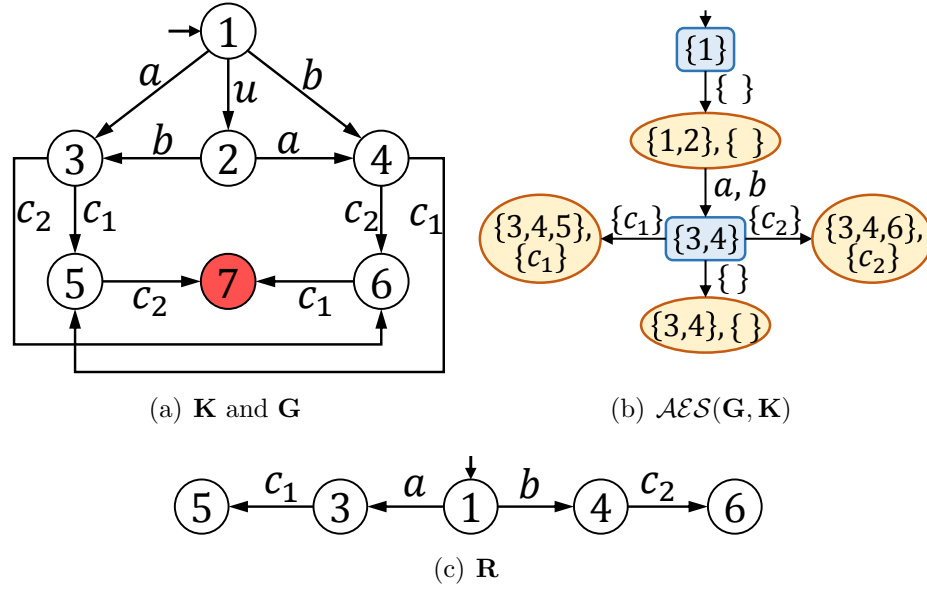 1
a
u
b
3
b
2
a
4
c₂
c₁
c₂
c₁
5
c₂
7
c₁
6
(a) K and G
{1}
{ }
{1,2},{ }
a, b
{3,4,5},
{c₁}
{c₁}
{3,4}
{c₂}
{3,4,6},
{c₂}
{ }
{3,4},{ }
(b) 𝒜ℰ𝒮(G, K)
5
c₁
3
a
1
b
4
c₂
6
(c) R